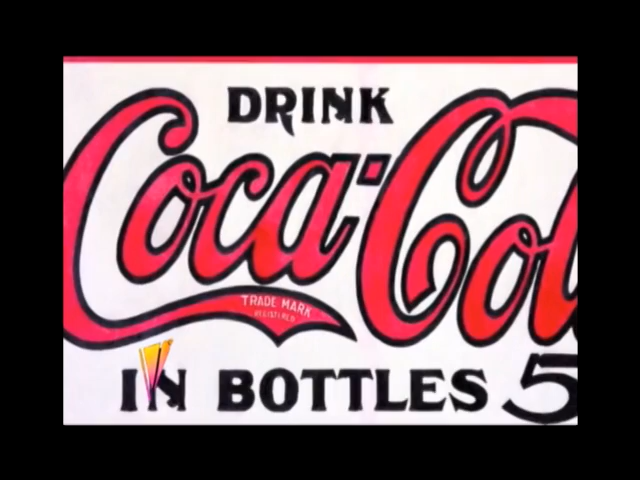 DRINK
Coca-Col
TRADE MARK
REGISTERED
IN BOTTLES 5